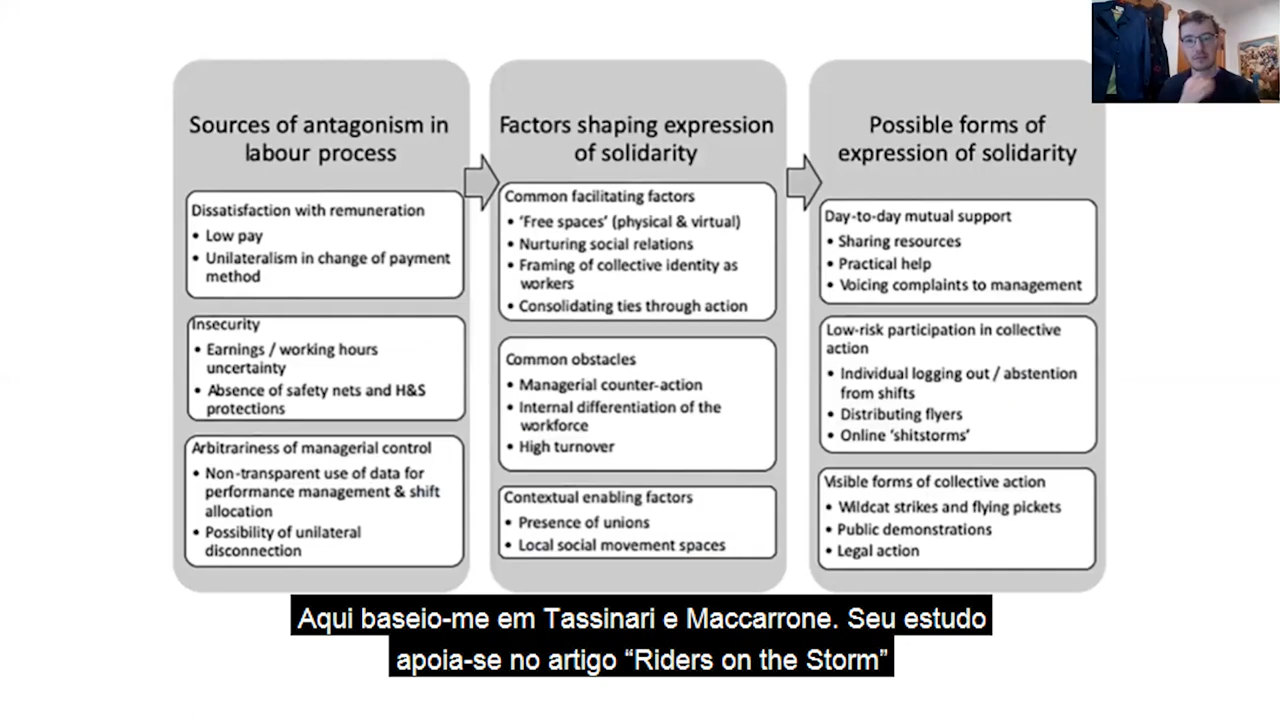 Sources of antagonism in
labour process
Dissatisfaction with remuneration
• Low pay
• Unilateralism in change of payment
method
Insecurity
• Earnings / working hours
uncertainty
• Absence of safety nets and H&S
protections
Arbitrariness of managerial control
• Non-transparent use of data for
performance management & shift
allocation
• Possibility of unilateral
disconnection
Factors shaping expression
of solidarity
Common facilitating factors
• ‘Free spaces’ (physical & virtual)
• Nurturing social relations
• Framing of collective identity as
workers
• Consolidating ties through action
Common obstacles
• Managerial counter-action
• Internal differentiation of the
workforce
• High turnover
Contextual enabling factors
• Presence of unions
• Local social movement spaces
Possible forms of
expression of solidarity
Day-to-day mutual support
• Sharing resources
• Practical help
• Voicing complaints to management
Low-risk participation in collective
action
• Individual logging out / abstention
from shifts
• Distributing flyers
• Online ‘shitstorms’
Visible forms of collective action
• Wildcat strikes and flying pickets
• Public demonstrations
• Legal action
Aqui baseio-me em Tassinari e Maccarrone. Seu estudo
apoia-se no artigo “Riders on the Storm”